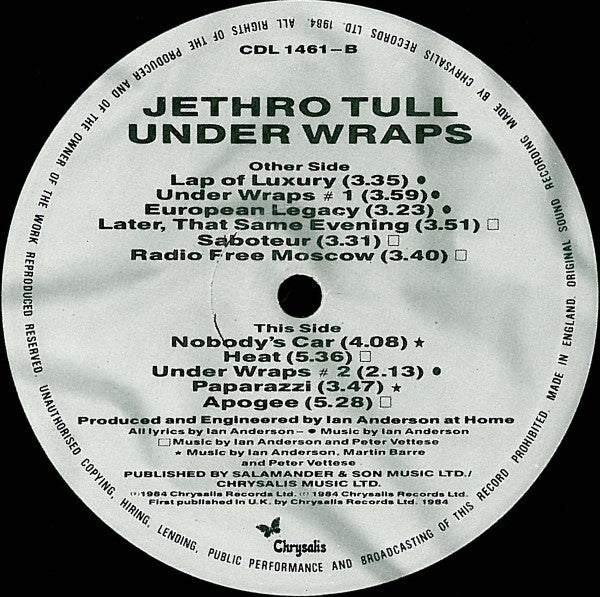 CDL 1461-B
JETHRO TULL
UNDER WRAPS
Other Side
Lap of Luxury (3.35) ●
Under Wraps # 1 (3.59) ●
European Legacy (3.23) ●
Later, That Same Evening (3.51) □
Saboteur (3.31) □
Radio Free Moscow (3.40) □
This Side
Nobody's Car (4.08) ★
Heat (5.36) □
Under Wraps # 2 (2.13) ●
Paparazzi (3.47) ★
Apogee (5.28) □
Produced and Engineered by Ian Anderson at Home
All lyrics by Ian Anderson – ● Music by Ian Anderson
□ Music by Ian Anderson and Peter Vettese
★ Music by Ian Anderson, Martin Barre
and Peter Vettese
PUBLISHED BY SALAMANDER & SON MUSIC LTD./
CHRYSALIS MUSIC LTD.
℗1984 Chrysalis Records Ltd. © 1984 Chrysalis Records Ltd.
First published in U.K. by Chrysalis Records Ltd. 1984
Chrysalis
MADE BY CHRYSALIS RECORDS LTD. 1984. ALL RIGHTS OF THE PRODUCER AND OF THE OWNER OF THE WORK REPRODUCED RESERVED. UNAUTHORISED COPYING, HIRING, LENDING, PUBLIC PERFORMANCE AND BROADCASTING OF THIS RECORD PROHIBITED. MADE IN ENGLAND. ORIGINAL SOUND RECORDING